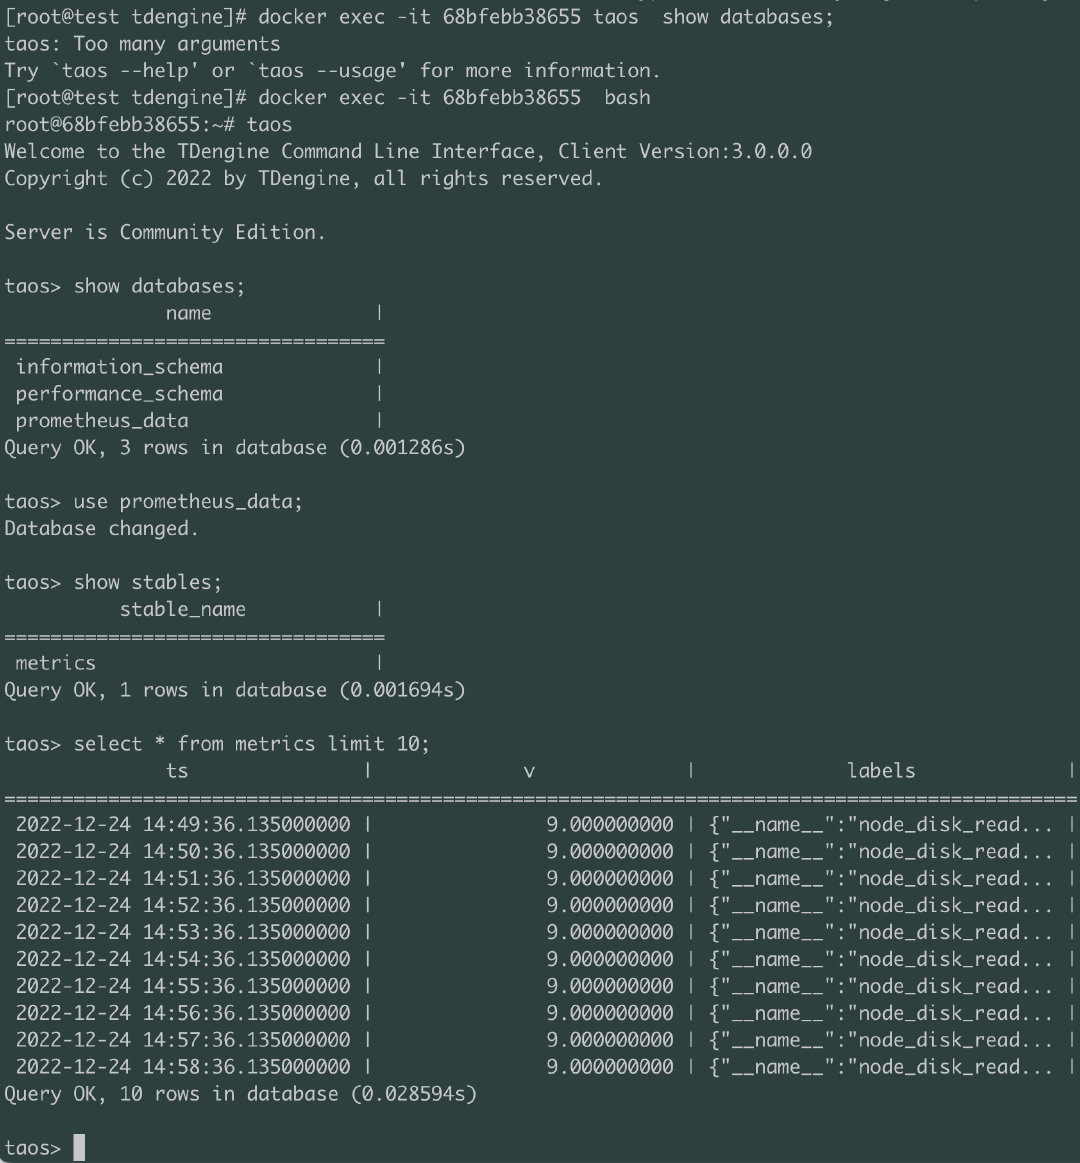 [root@test tdengine]# docker exec -it 68bfebb38655 taos  show databases;
taos: Too many arguments
Try `taos --help' or `taos --usage' for more information.
[root@test tdengine]# docker exec -it 68bfebb38655  bash
root@68bfebb38655:~# taos
Welcome to the TDengine Command Line Interface, Client Version:3.0.0.0
Copyright (c) 2022 by TDengine, all rights reserved.
Server is Community Edition.
taos> show databases;
name |
=================================
information_schema |
performance_schema |
prometheus_data |
Query OK, 3 rows in database (0.001286s)
taos> use prometheus_data;
Database changed.
taos> show stables;
stable_name |
=================================
metrics |
Query OK, 1 rows in database (0.001694s)
taos> select * from metrics limit 10;
ts | v | labels |
=============================================================================================
2022-12-24 14:49:36.135000000 | 9.000000000 | {"__name__":"node_disk_read... |
2022-12-24 14:50:36.135000000 | 9.000000000 | {"__name__":"node_disk_read... |
2022-12-24 14:51:36.135000000 | 9.000000000 | {"__name__":"node_disk_read... |
2022-12-24 14:52:36.135000000 | 9.000000000 | {"__name__":"node_disk_read... |
2022-12-24 14:53:36.135000000 | 9.000000000 | {"__name__":"node_disk_read... |
2022-12-24 14:54:36.135000000 | 9.000000000 | {"__name__":"node_disk_read... |
2022-12-24 14:55:36.135000000 | 9.000000000 | {"__name__":"node_disk_read... |
2022-12-24 14:56:36.135000000 | 9.000000000 | {"__name__":"node_disk_read... |
2022-12-24 14:57:36.135000000 | 9.000000000 | {"__name__":"node_disk_read... |
2022-12-24 14:58:36.135000000 | 9.000000000 | {"__name__":"node_disk_read... |
Query OK, 10 rows in database (0.028594s)
taos>